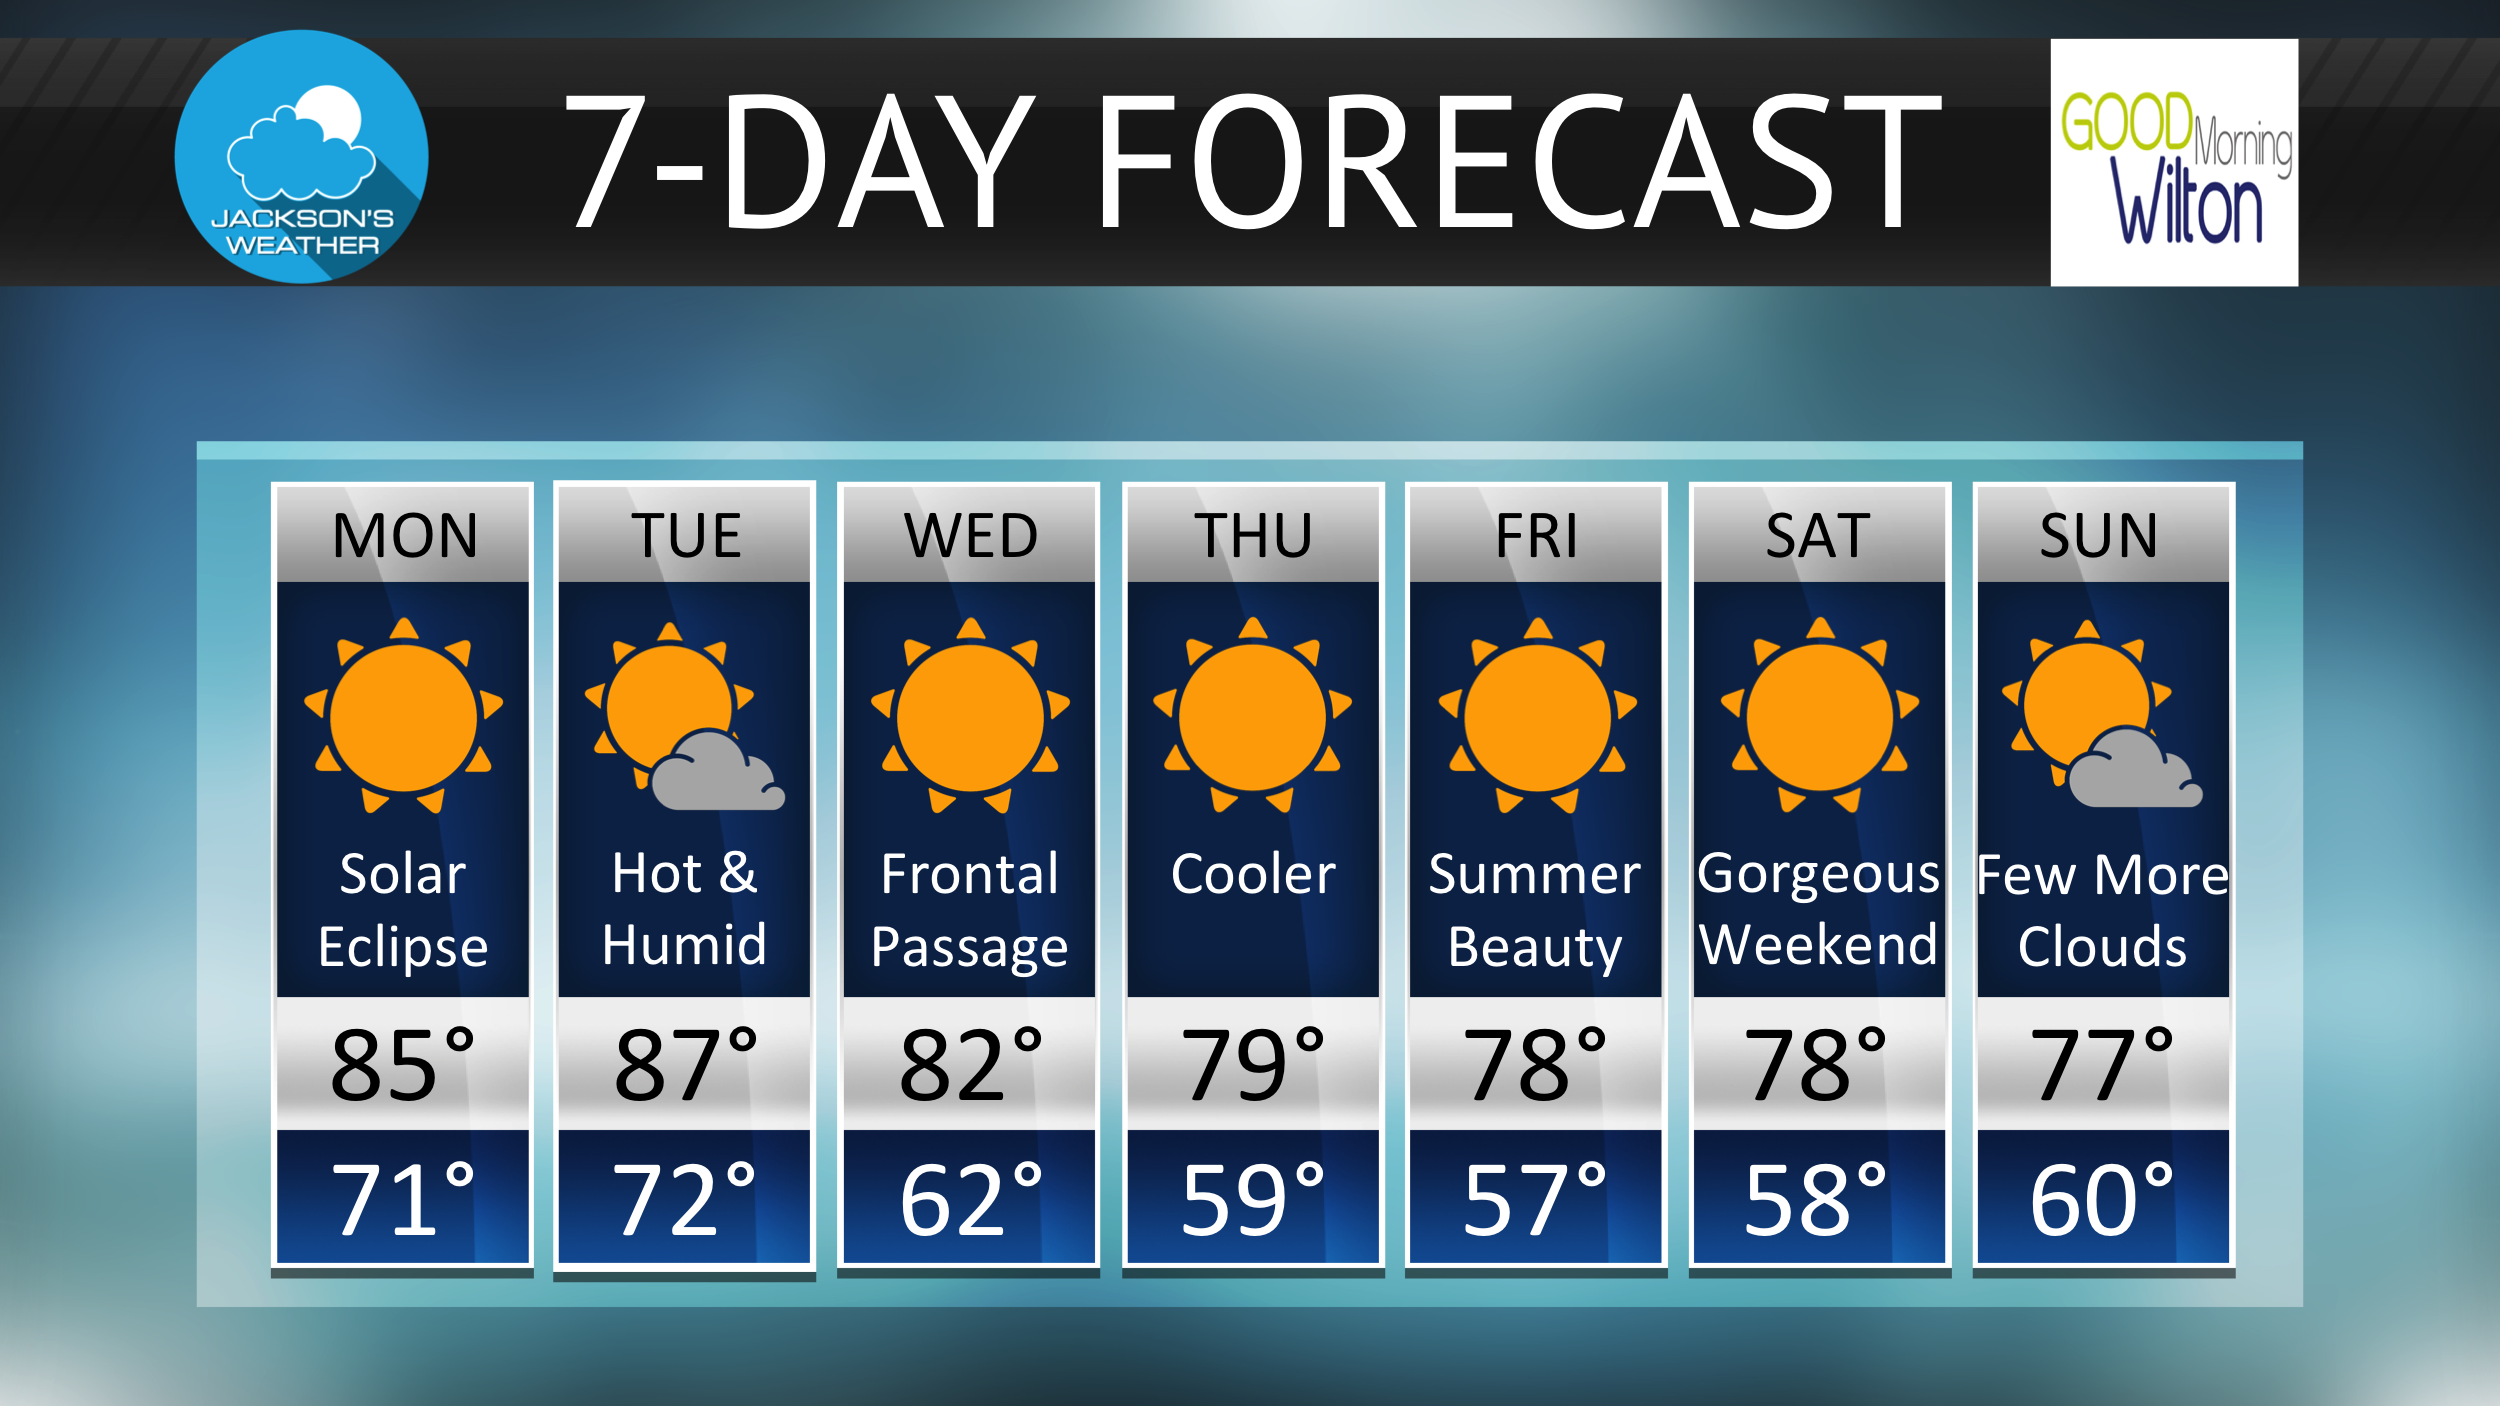 JACKSON'S
WEATHER
7-DAY FORECAST
GOOD Morning
Wilton
MON
Solar
Eclipse
85°
71°
TUE
Hot &
Humid
87°
72°
WED
Frontal
Passage
82°
62°
THU
Cooler
79°
59°
FRI
Summer
Beauty
78°
57°
SAT
Gorgeous
Weekend
78°
58°
SUN
Few More
Clouds
77°
60°